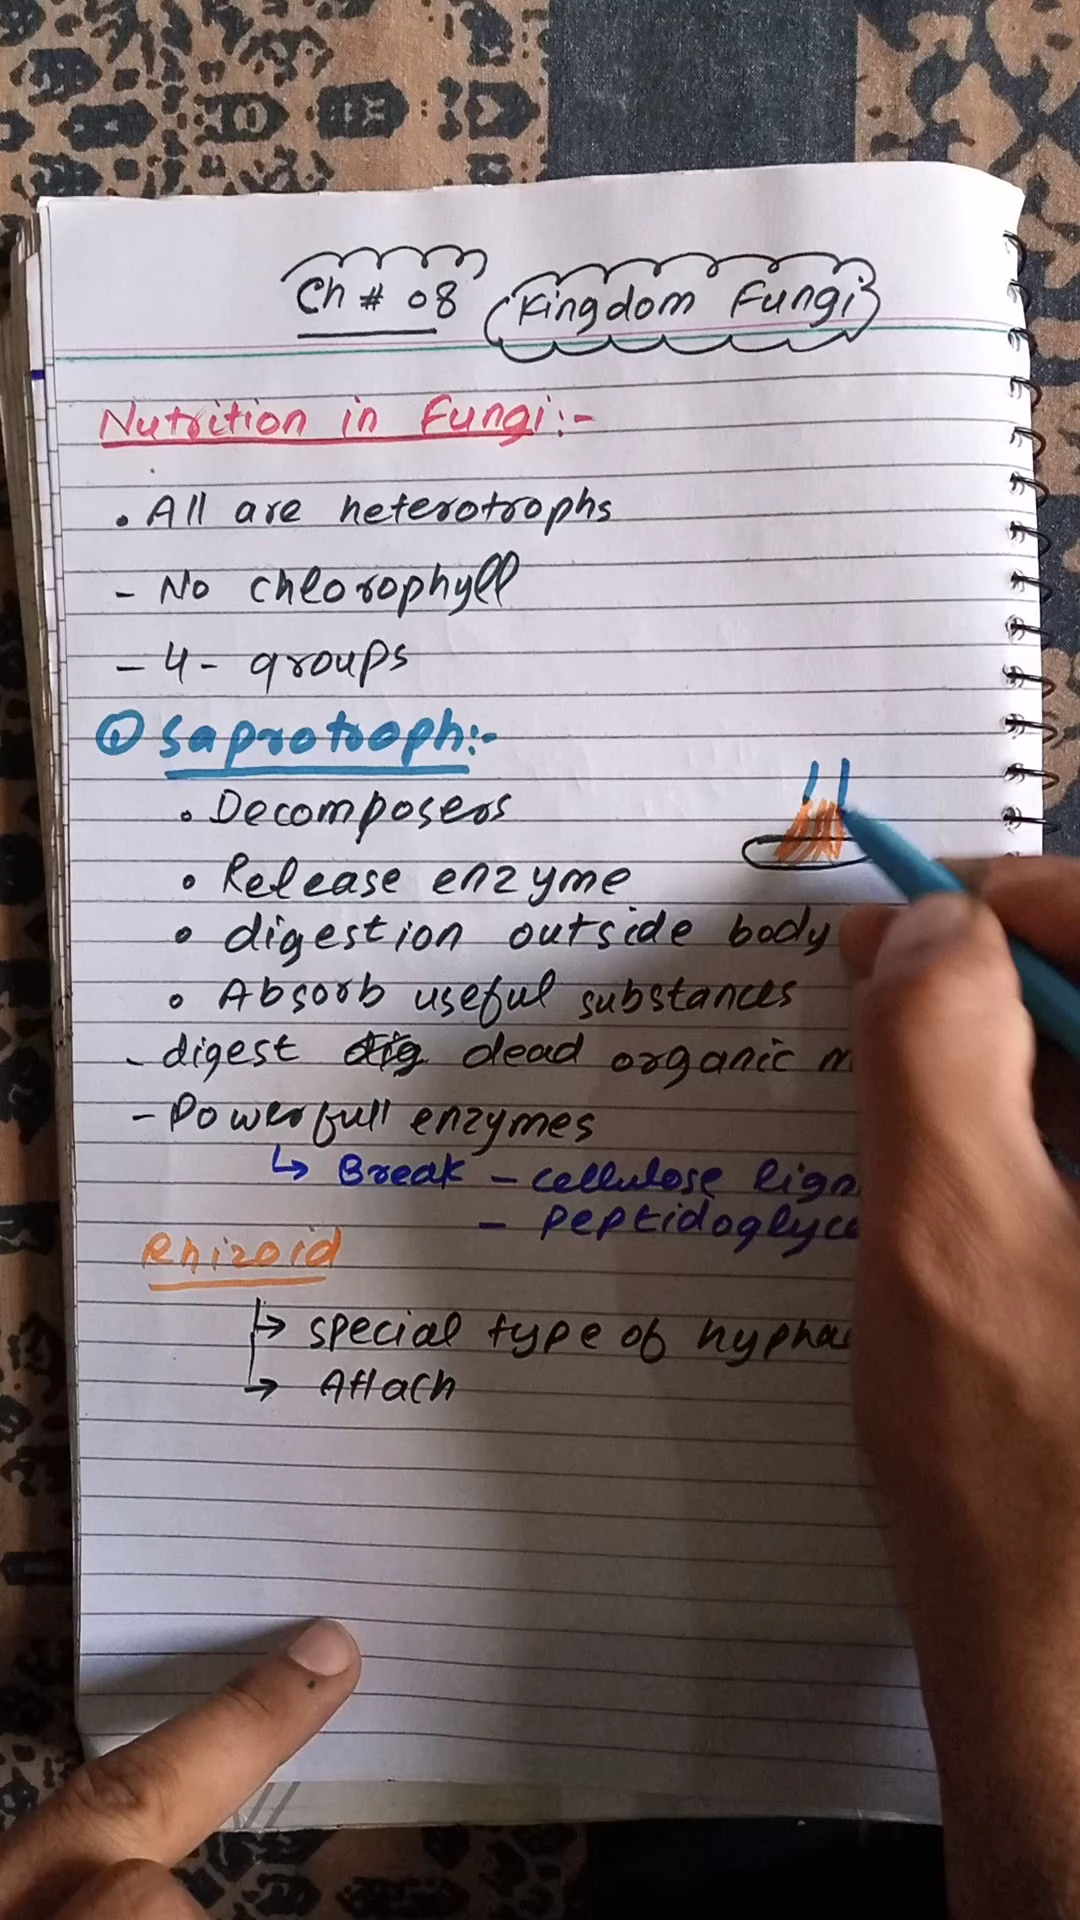 Ch # 08 Kingdom Fungi
Nutrition in Fungi:-
• All are heterotrophs
- No chlorophyll
- 4 - groups
① Saprotroph:-
• Decomposers
• Release enzyme
• digestion outside body
• Absorb useful substances
- digest dig dead organic m
- Powerfull enzymes
↳ Break - cellulose lign
- Peptidoglyc
Rhizoid
→ special type of hypha
→ Attach